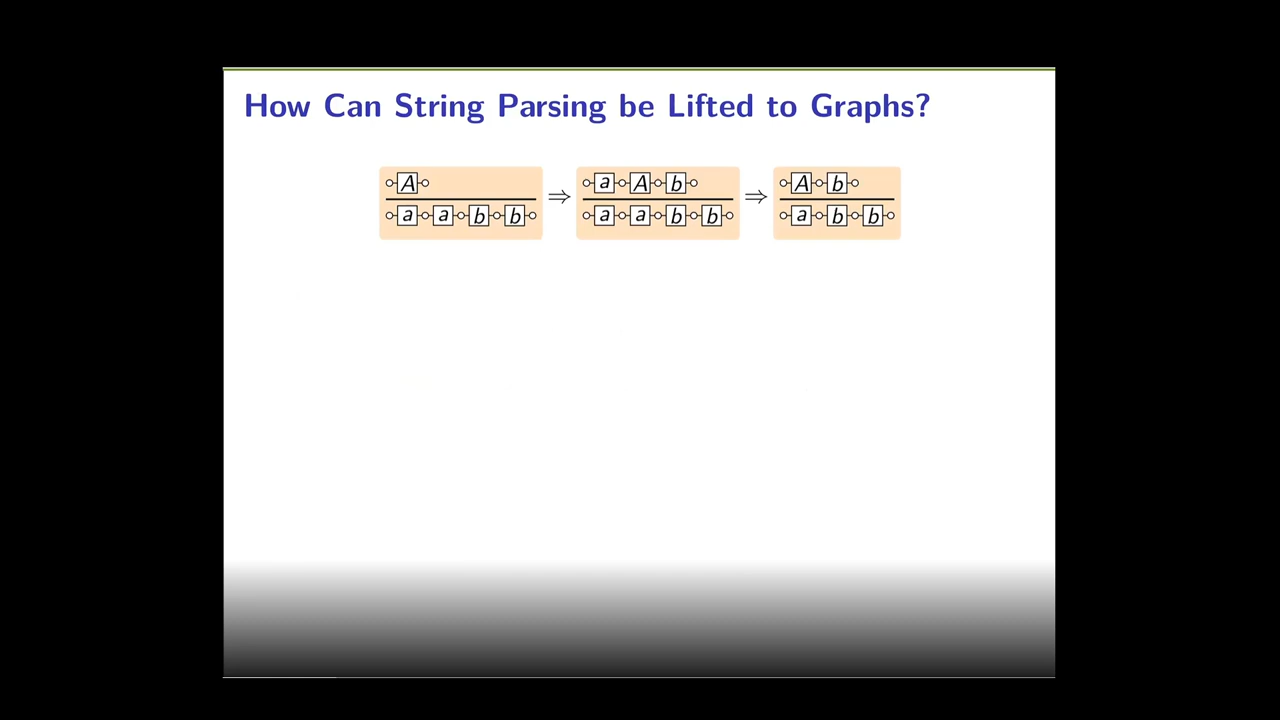 How Can String Parsing be Lifted to Graphs?
A ⇒ a A b ⇒ A b
a a b b a a b b a b b